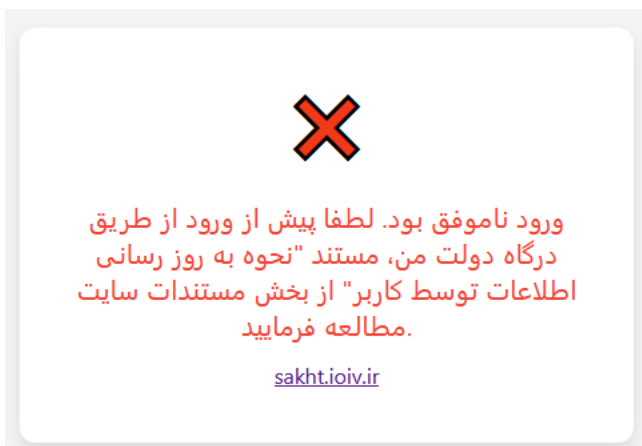 ورود ناموفق بود. لطفا پیش از ورود از طریق
درگاه دولت من، مستند "نحوه به روز رسانی
اطلاعات توسط کاربر" از بخش مستندات سایت
مطالعه فرمایید.
sakht.ioiv.ir